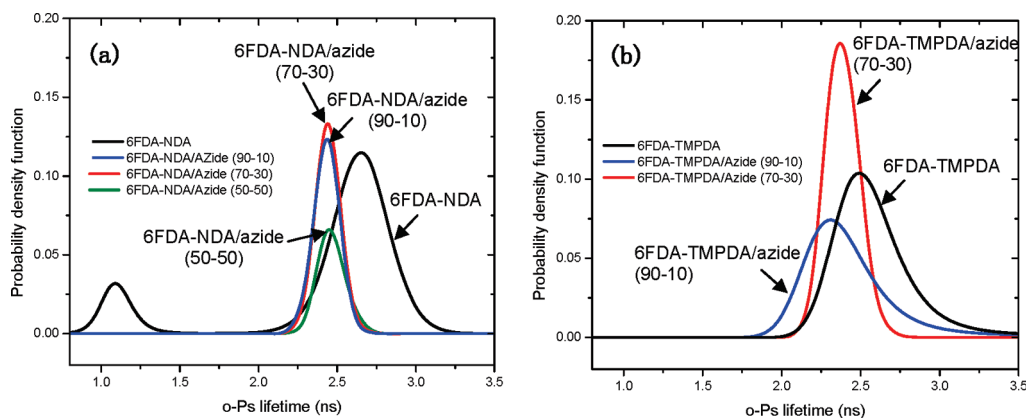 (a)
6FDA-NDA/azide
(70-30)
6FDA-NDA/azide
(90-10)
6FDA-NDA
6FDA-NDA/AZide (90-10)
6FDA-NDA/Azide (70-30)
6FDA-NDA/Azide (50-50)
6FDA-NDA
6FDA-NDA/azide
(50-50)
Probability density function
0.20
0.15
0.10
0.05
0.00
1.0 1.5 2.0 2.5 3.0 3.5
o-Ps lifetime (ns)
(b)
6FDA-TMPDA/azide
(70-30)
6FDA-TMPDA
6FDA-TMPDA/Azide (90-10)
6FDA-TMPDA/Azide (70-30)
6FDA-TMPDA
6FDA-TMPDA/azide
(90-10)
Probability density function
0.20
0.15
0.10
0.05
0.00
1.0 1.5 2.0 2.5 3.0 3.5
o-Ps lifetime (ns)